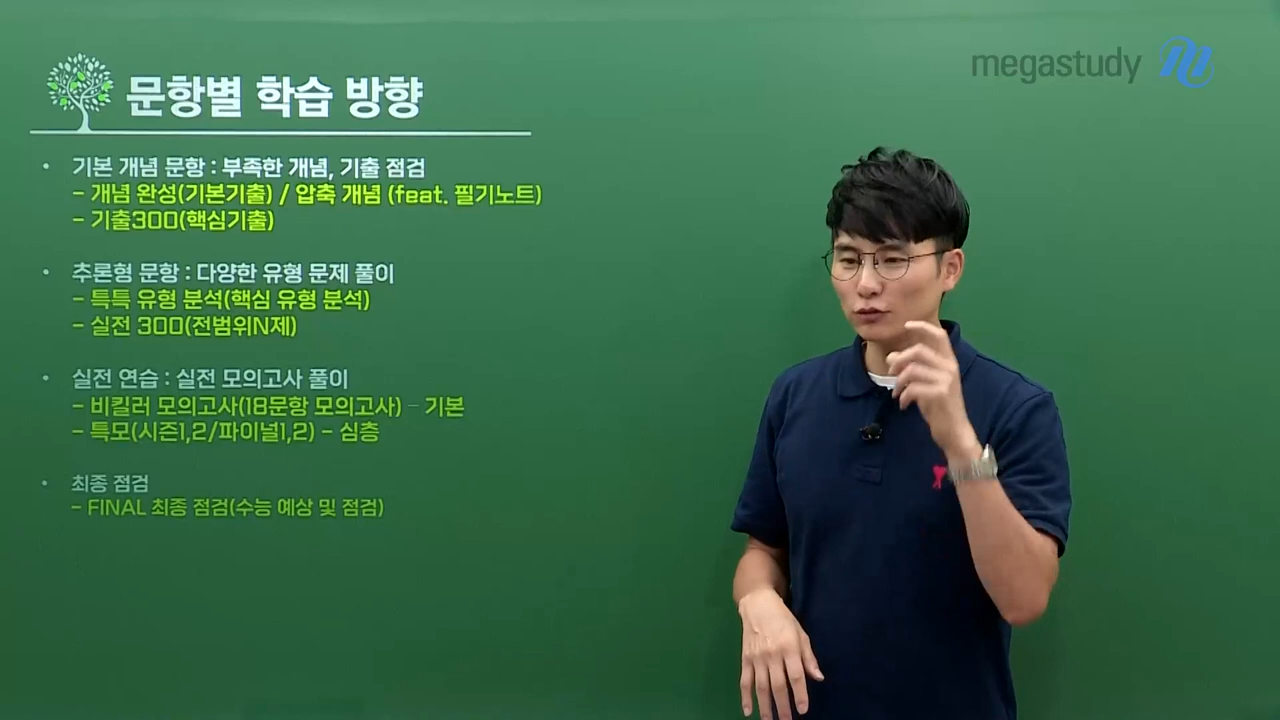 megastudy
문항별 학습 방향
• 기본 개념 문항 : 부족한 개념, 기출 점검
- 개념 완성(기본기출) / 압축 개념 (feat. 필기노트)
- 기출300(핵심기출)
• 추론형 문항 : 다양한 유형 문제 풀이
- 특특 유형 분석(핵심 유형 분석)
- 실전 300(전범위N제)
• 실전 연습 : 실전 모의고사 풀이
- 비킬러 모의고사(18문항 모의고사) - 기본
- 특모(시즌1,2/파이널1,2) - 심층
• 최종 점검
- FINAL 최종 점검(수능 예상 및 점검)